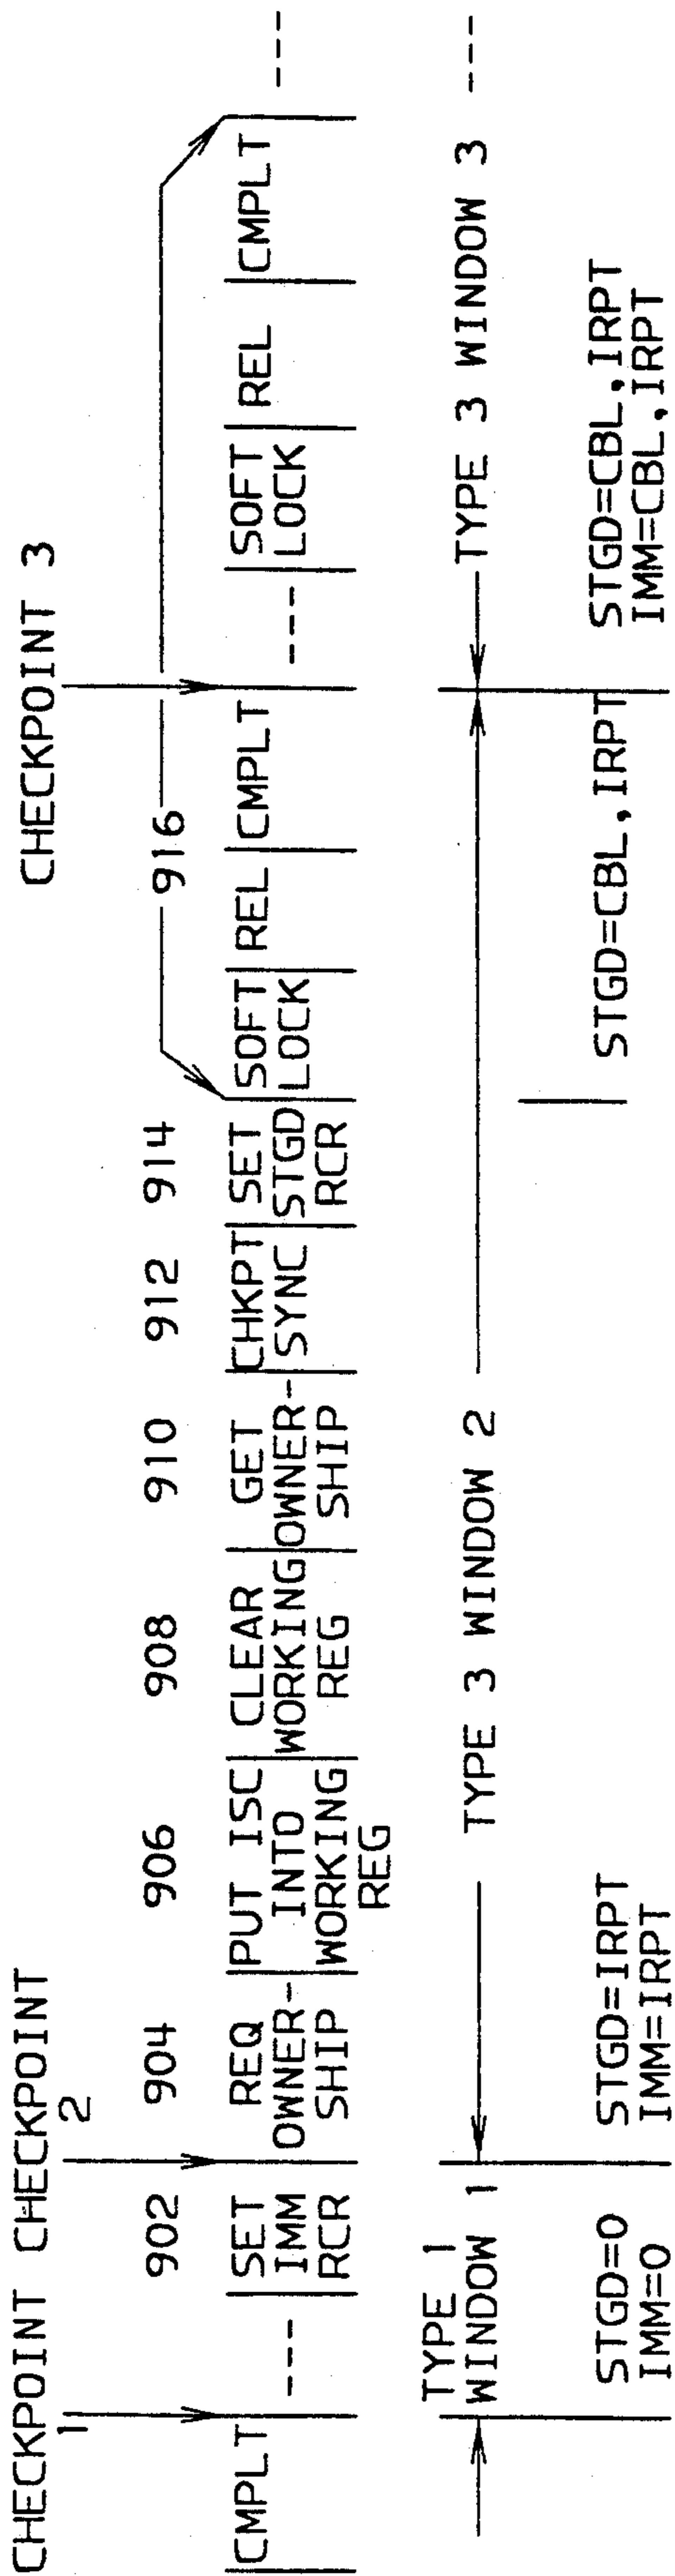 CHECKPOINT 1
CHECKPOINT 2
CHECKPOINT 3
902
904
906
908
910
912
914
916
CMPLT
---
SET
IMM
RCR
REQ
OWNER-
SHIP
PUT ISC
INTO
WORKING
REG
CLEAR
WORKING
REG
GET
OWNER-
SHIP
CHKPT
SYNC
SET
STGD
RCR
SOFT
LOCK
REL
CMPLT
---
SOFT
LOCK
REL
CMPLT
---
TYPE 1
WINDOW 1
TYPE 3 WINDOW 2
TYPE 3 WINDOW 3
---
STGD=0
IMM=0
STGD=IRPT
IMM=IRPT
STGD=CBL,IRPT
STGD=CBL,IRPT
IMM=CBL,IRPT